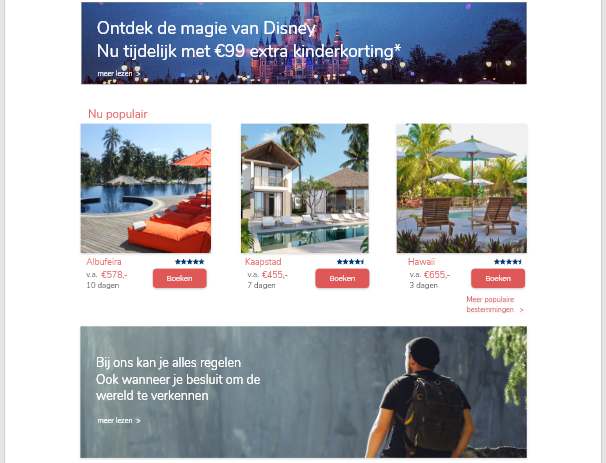 Ontdek de magie van Disney
Nu tijdelijk met €99 extra kinderkorting*
meer lezen >
Nu populair
Albufeira
v.a. €578,-
10 dagen
Boeken
Kaapstad
v.a. €455,-
7 dagen
Boeken
Hawaii
v.a. €655,-
3 dagen
Boeken
Meer populaire
bestemmingen >
Bij ons kan je alles regelen
Ook wanneer je besluit om de
wereld te verkennen
meer lezen >